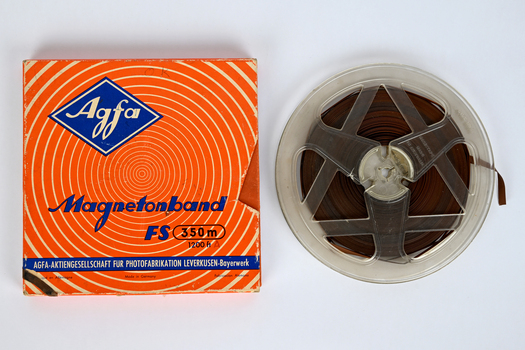 Agfa
Magnetonband
FS 350 m
1200 ft
AGFA-AKTIENGESELLSCHAFT FÜR PHOTOFABRIKATION LEVERKUSEN-Bayerwerk